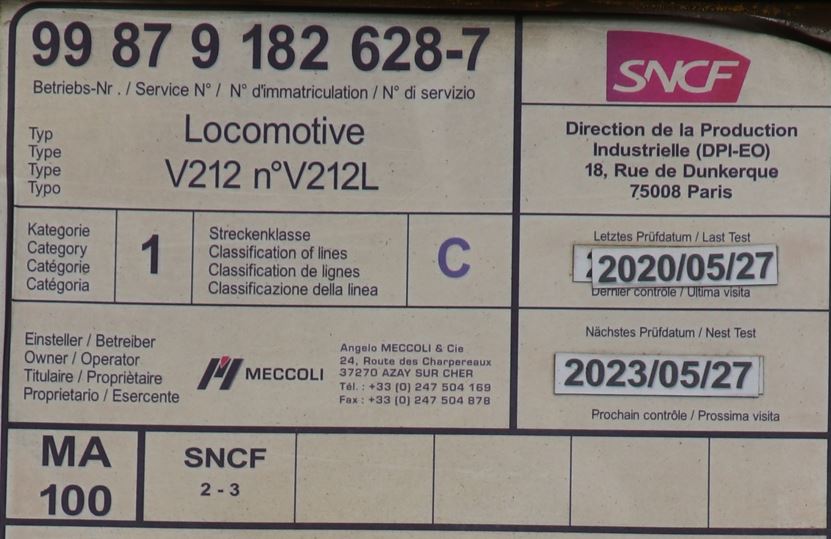 99 87 9 182 628-7
Betriebs-Nr . / Service N° / N° d'immatriculation / N° di servizio
Typ
Type
Type
Typo
Locomotive
V212 n°V212L
SNCF
Direction de la Production
Industrielle (DPI-EO)
18, Rue de Dunkerque
75008 Paris
Kategorie
Category
Catégorie
Catégoria
1
Streckenklasse
Classification of lines
Classification de lignes
Classificazione della linea
C
Letztes Prüfdatum / Last Test
2020/05/27
Dernier contrôle / Ultima visita
Einsteller / Betreiber
Owner / Operator
Titulaire / Propriètaire
Proprietario / Esercente
MECCOLI
Angelo MECCOLI & Cie
24, Route des Charpereaux
37270 AZAY SUR CHER
Tél. : +33 (0) 247 504 169
Fax : +33 (0) 247 504 878
Nächstes Prüfdatum / Nest Test
2023/05/27
Prochain contrôle / Prossima visita
MA
100
SNCF
2 - 3